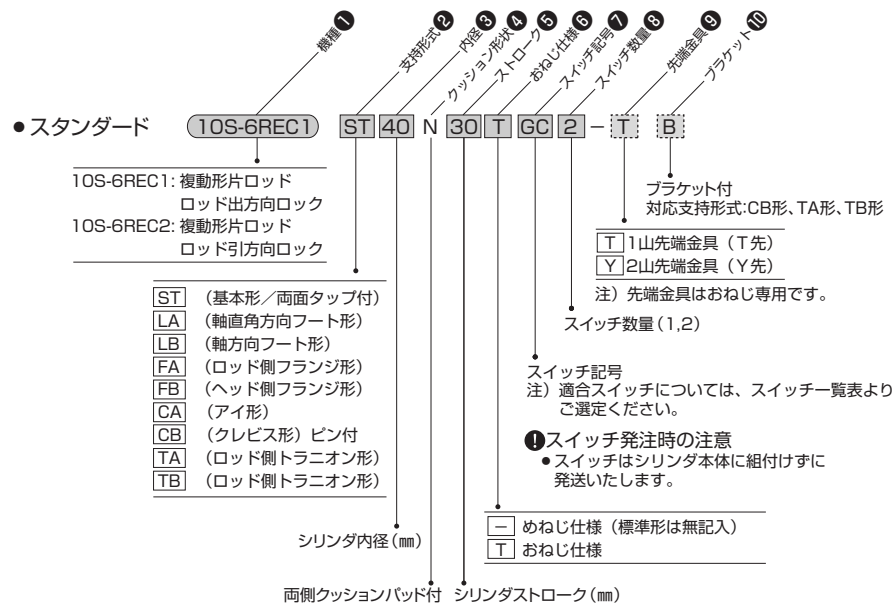 機種❶
支持形式❷
内径❸
クッション形状❹
ストローク❺
おねじ仕様❻
スイッチ記号❼
スイッチ数量❽
先端金具❾
ブラケット❿
●スタンダード 10S-6REC1 ST 40 N 30 T GC 2 − T B
10S-6REC1: 複動形片ロッド
ロッド出方向ロック
10S-6REC2: 複動形片ロッド
ロッド引方向ロック
ブラケット付
対応支持形式:CB形、TA形、TB形
T 1山先端金具（T先）
Y 2山先端金具（Y先）
注）先端金具はおねじ専用です。
スイッチ数量(1,2)
ST （基本形／両面タップ付）
LA （軸直角方向フート形）
LB （軸方向フート形）
FA （ロッド側フランジ形）
FB （ヘッド側フランジ形）
CA （アイ形）
CB （クレビス形）ピン付
TA （ロッド側トラニオン形）
TB （ロッド側トラニオン形）
スイッチ記号
注）適合スイッチについては、スイッチ一覧表より
ご選定ください。
❗スイッチ発注時の注意
●スイッチはシリンダ本体に組付けずに
発送いたします。
− めねじ仕様（標準形は無記入）
T おねじ仕様
シリンダ内径(㎜)
両側クッションパッド付 シリンダストローク(㎜)